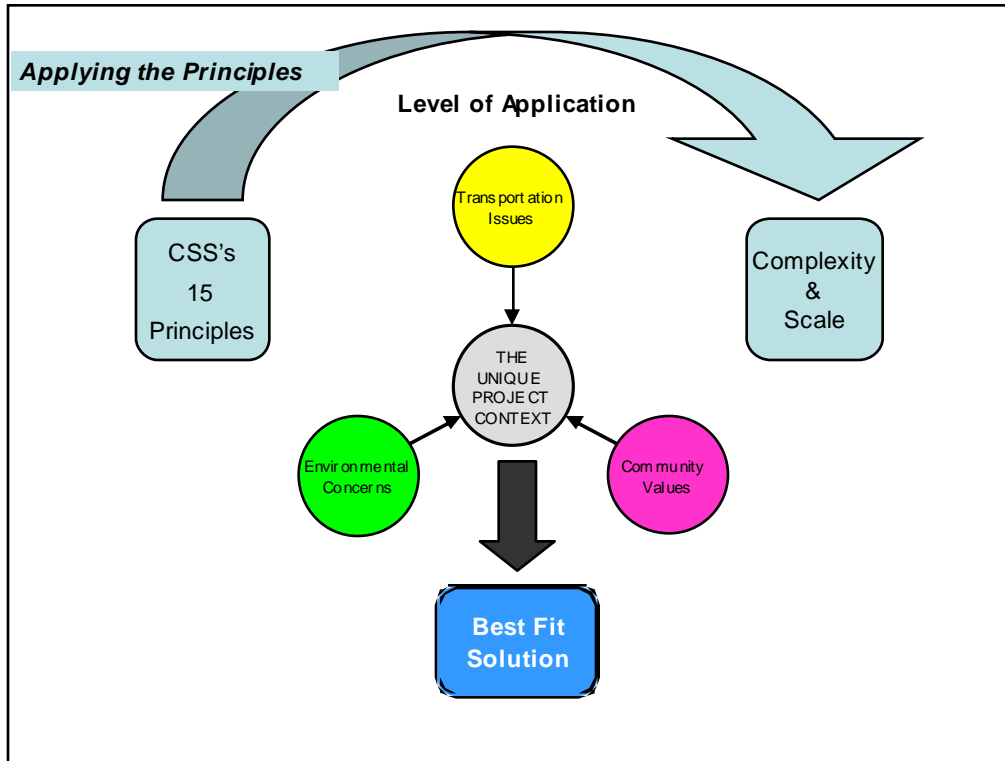 Applying the Principles
Level of Application
Transportation
Issues
CSS's
15
Principles
Complexity
&
Scale
THE
UNIQUE
PROJECT
CONTEXT
Environmental
Concerns
Community
Values
Best Fit
Solution